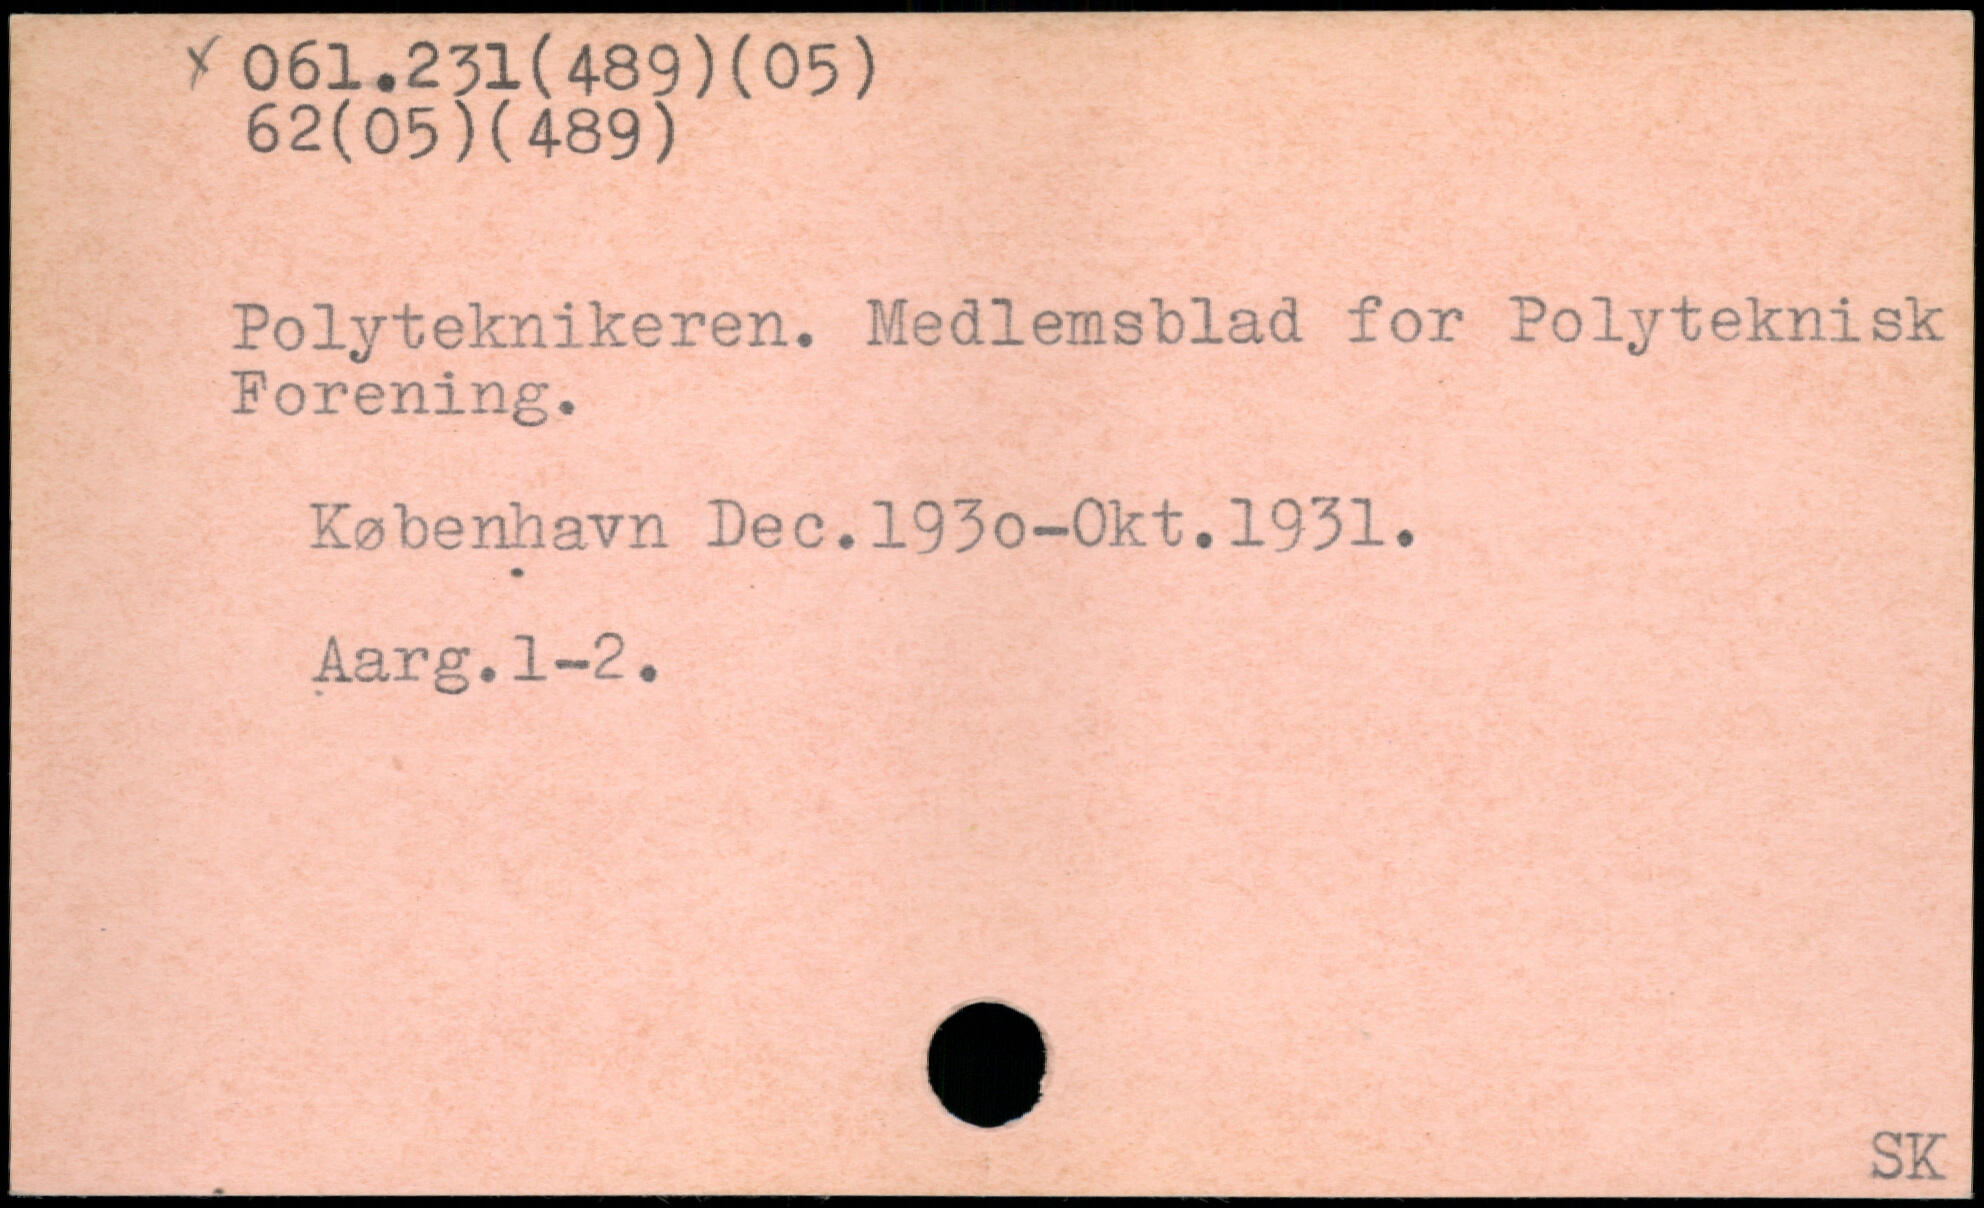 x 061.231(489)(05)
62(05)(489)
Polyteknikeren. Medlemsblad for Polyteknisk
Forening.
København Dec.193o-Okt.1931.
Aarg.1-2.
SK